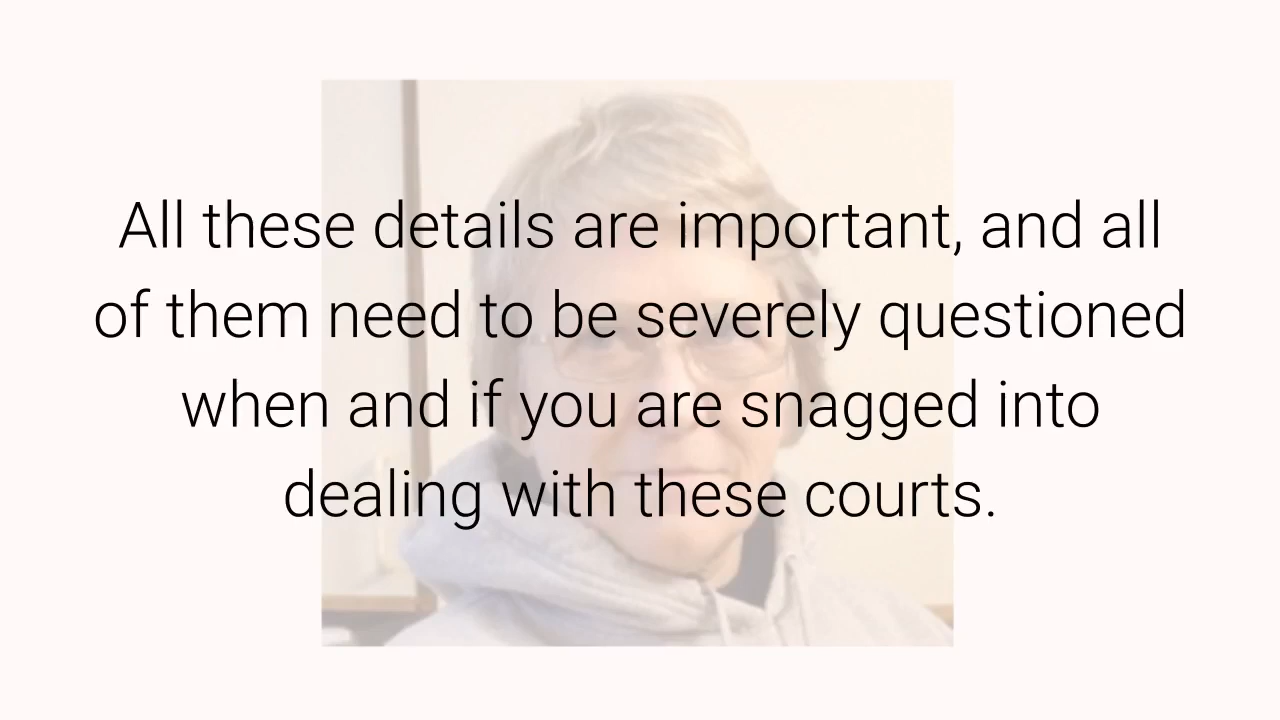 All these details are important, and all
of them need to be severely questioned
when and if you are snagged into
dealing with these courts.